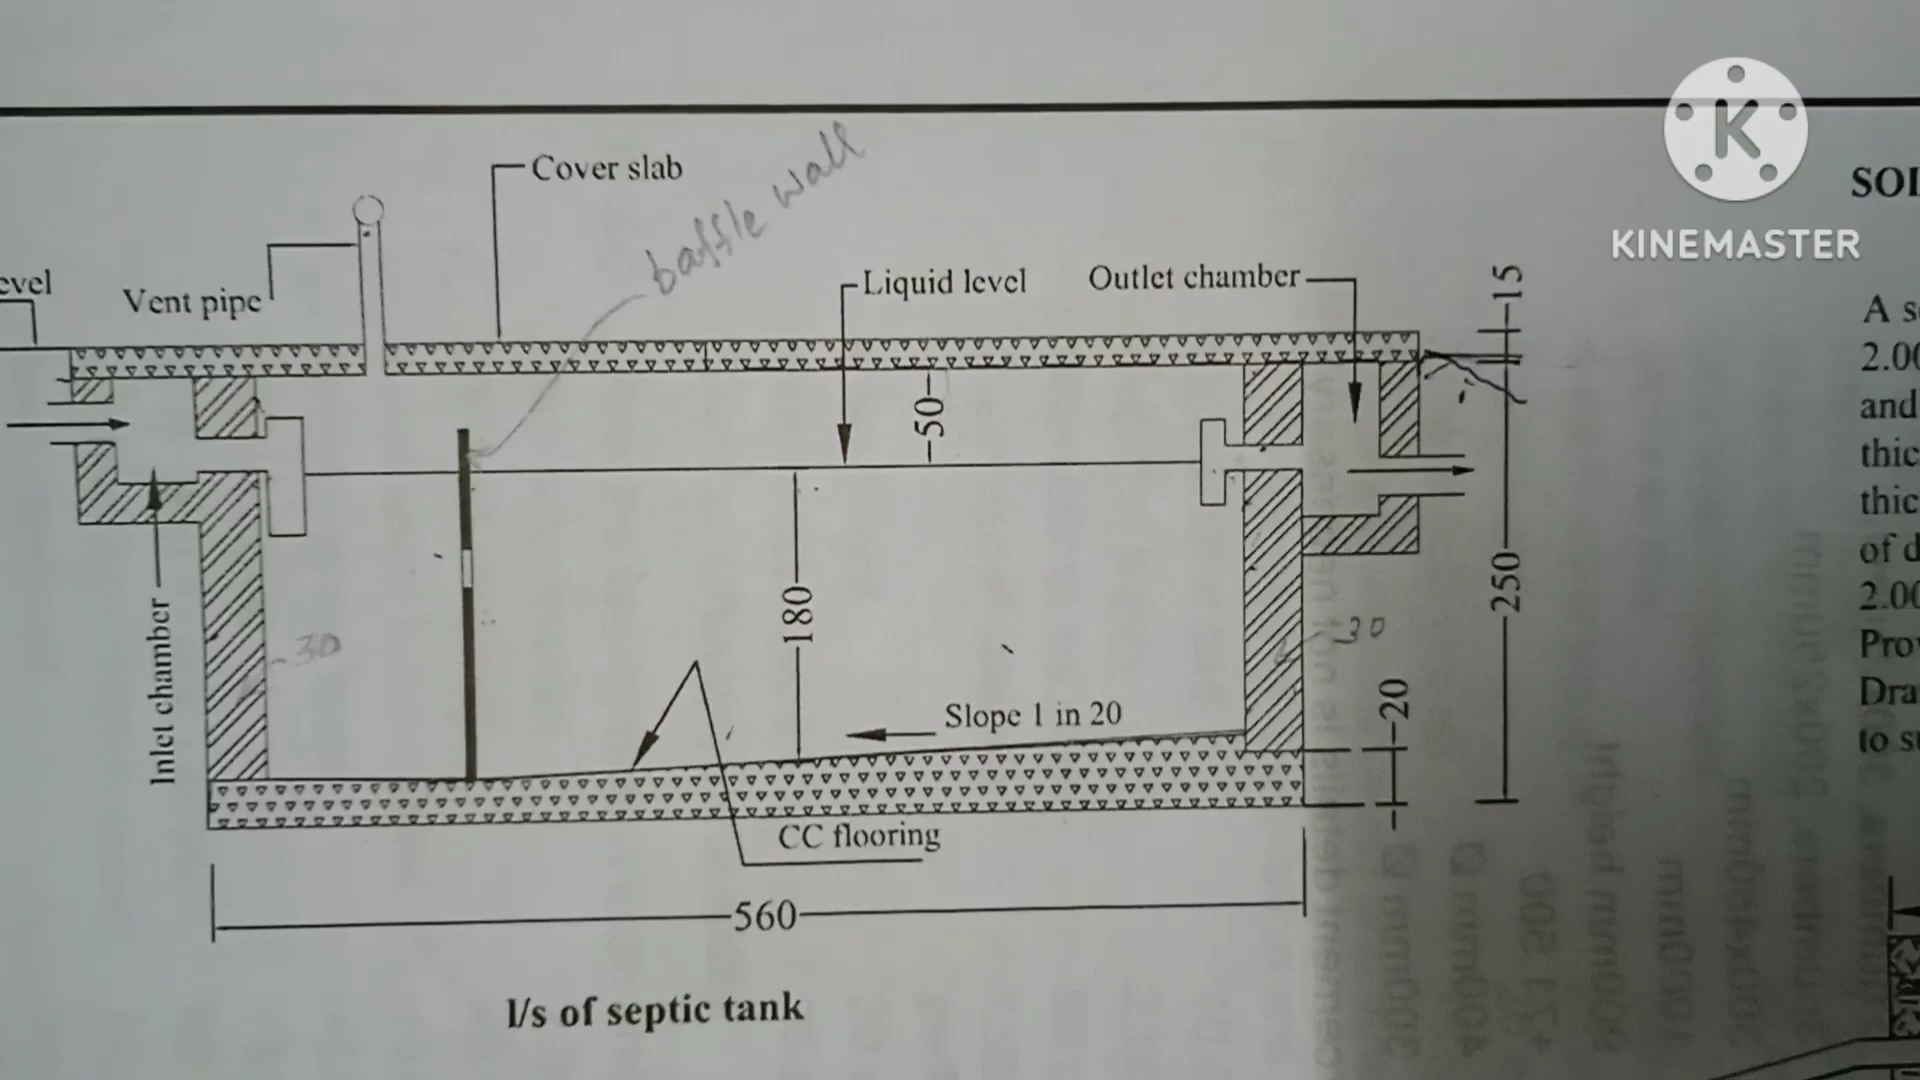 KINEMASTER
Cover slab
baffle wall
evel
Vent pipe
Liquid level
Outlet chamber
15
50
180
250
30
30
20
Inlet chamber
Slope 1 in 20
CC flooring
560
l/s of septic tank
SOI
A s
2.00
and
thic
thic
of d
2.00
Pro
Dra
to s